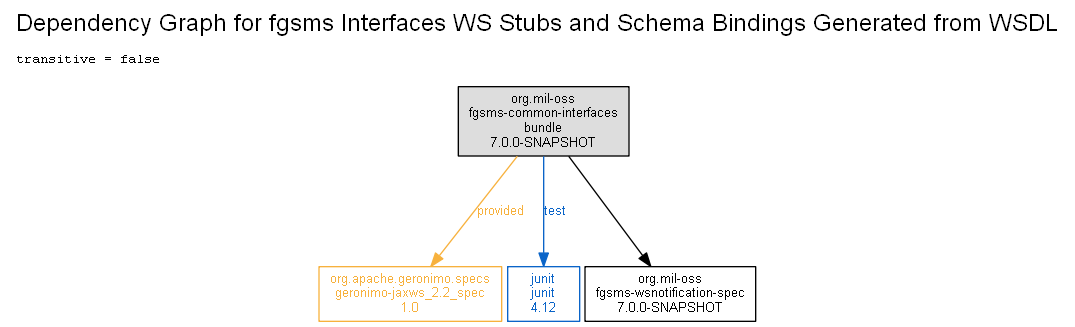 Dependency Graph for fgsms Interfaces WS Stubs and Schema Bindings Generated from WSDL
transitive = false
org.mil-oss
fgsms-common-interfaces
bundle
7.0.0-SNAPSHOT
provided
test
org.apache.geronimo.specs
geronimo-jaxws_2.2_spec
1.0
junit
junit
4.12
org.mil-oss
fgsms-wsnotification-spec
7.0.0-SNAPSHOT